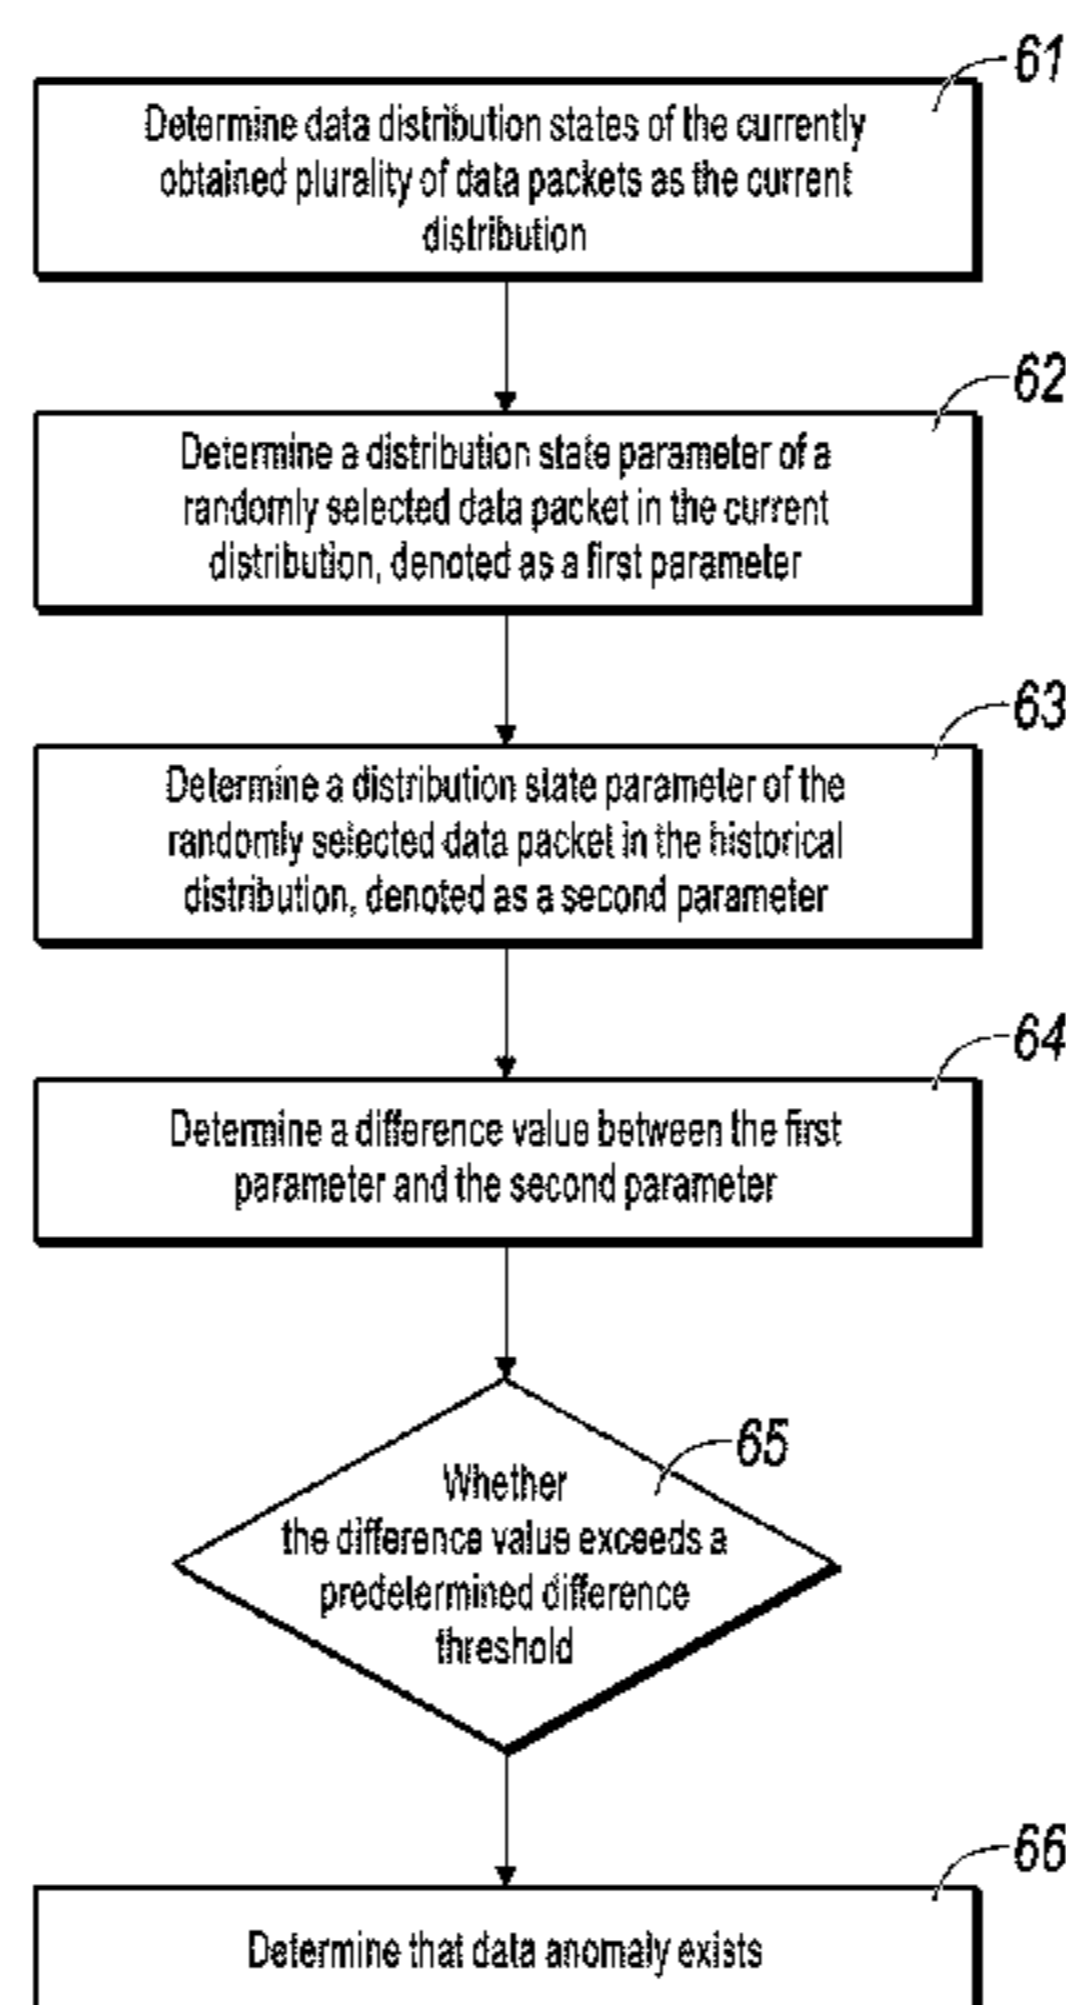 61
Determine data distribution states of the currently
obtained plurality of data packets as the current
distribution
62
Determine a distribution state parameter of a
randomly selected data packet in the current
distribution, denoted as a first parameter
63
Determine a distribution state parameter of the
randomly selected data packet in the historical
distribution, denoted as a second parameter
64
Determine a difference value between the first
parameter and the second parameter
65
Whether
the difference value exceeds a
predetermined difference
threshold
66
Determine that data anomaly exists